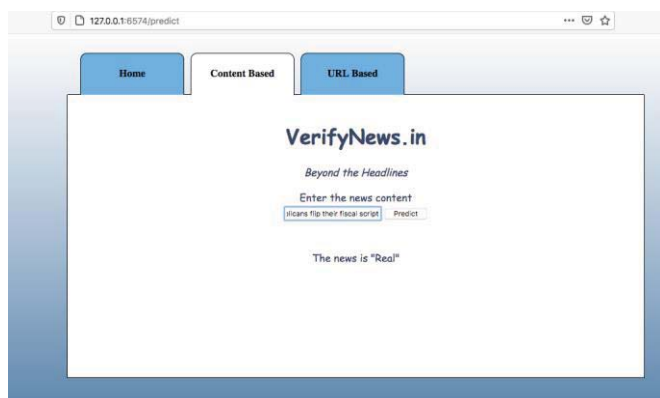 127.0.0.1:6574/predict
Home Content Based URL Based
VerifyNews.in
Beyond the Headlines
Enter the news content
flip their fiscal script Predict
The news is "Real"